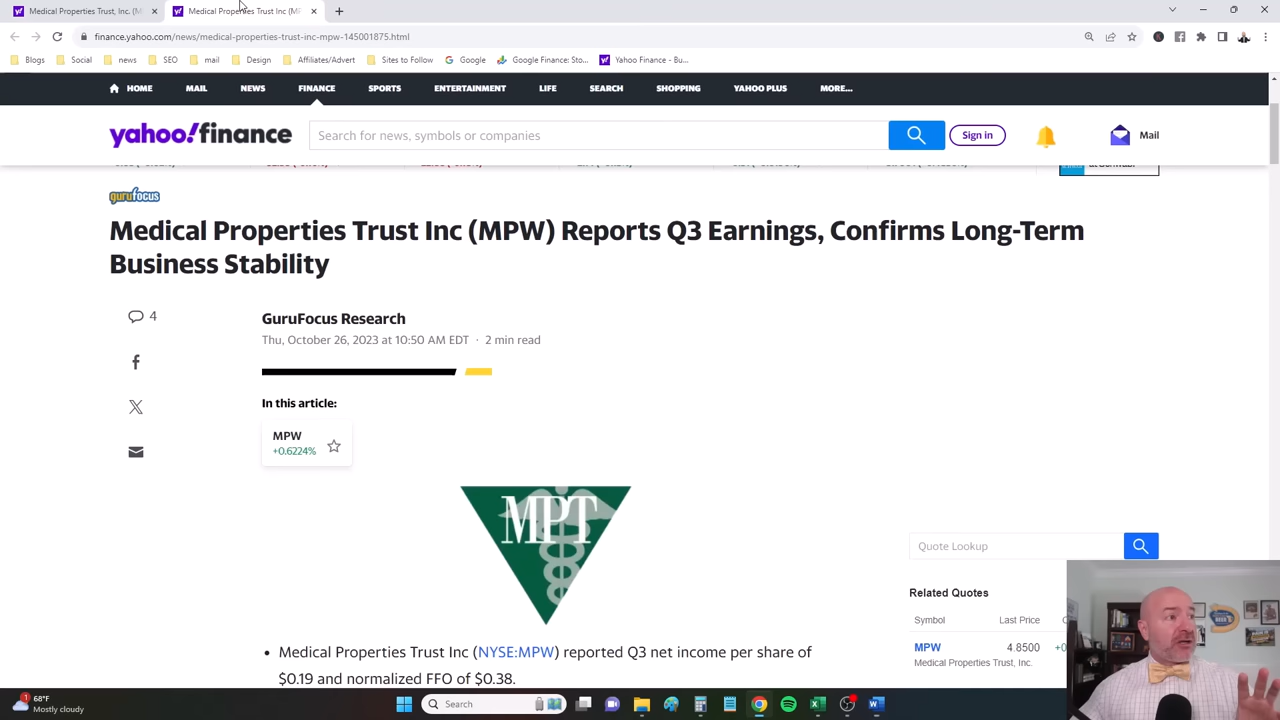 Medical Properties Trust, Inc. (M
Medical Properties Trust Inc (MP
finance.yahoo.com/news/medical-properties-trust-inc-mpw-145001875.html
Blogs
Social
news
SEO
mail
Design
Affiliates/Advert
Sites to Follow
Google
Google Finance: Sto...
Yahoo Finance - Bu...
HOME
MAIL
NEWS
FINANCE
SPORTS
ENTERTAINMENT
LIFE
SEARCH
SHOPPING
YAHOO PLUS
MORE...
yahoo!finance
Search for news, symbols or companies
Sign in
Mail
gurufocus
Medical Properties Trust Inc (MPW) Reports Q3 Earnings, Confirms Long-Term
Business Stability
4
GuruFocus Research
Thu, October 26, 2023 at 10:50 AM EDT · 2 min read
In this article:
MPW
+0.6224%
MPT
Quote Lookup
Related Quotes
Symbol
Last Price
MPW
4.8500
+0
Medical Properties Trust, Inc.
• Medical Properties Trust Inc (NYSE:MPW) reported Q3 net income per share of
$0.19 and normalized FFO of $0.38.
1
68°F
Mostly cloudy
Search